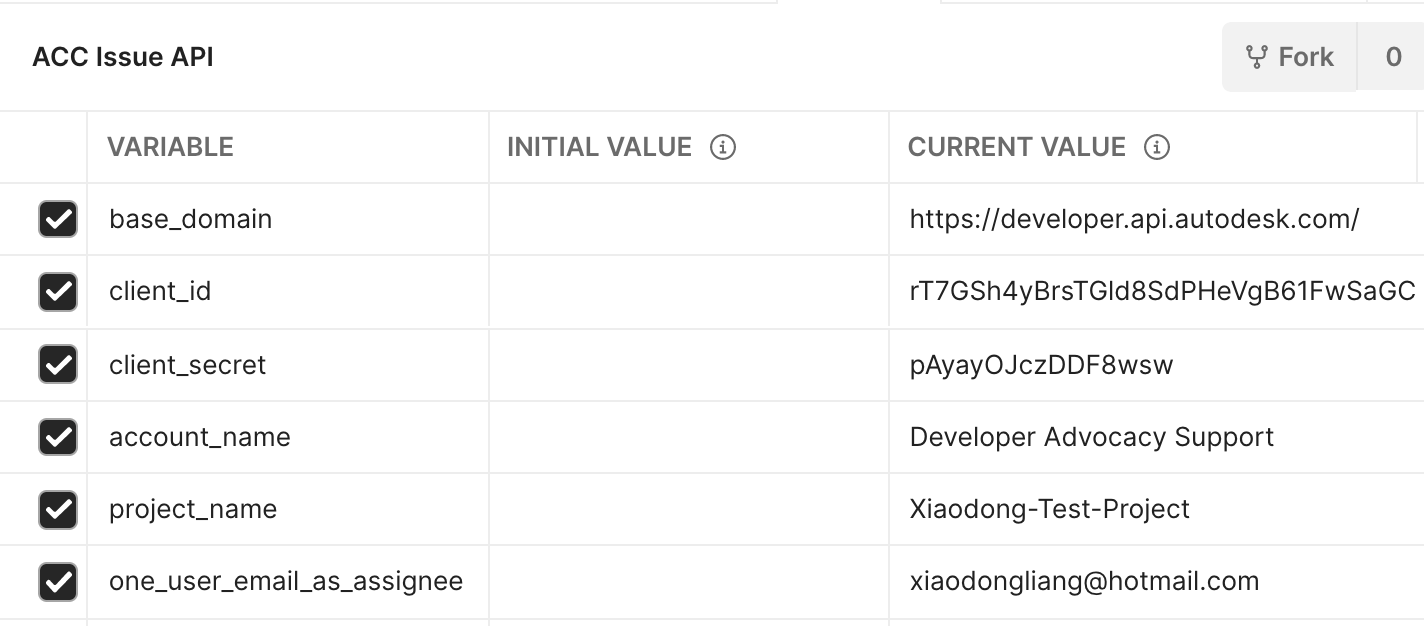 ACC Issue API
Fork 0
VARIABLE INITIAL VALUE CURRENT VALUE
base_domain https://developer.api.autodesk.com/
client_id rT7GSh4yBrsTGld8SdPHeVgB61FwSaGC
client_secret pAyayOJczDDF8wsw
account_name Developer Advocacy Support
project_name Xiaodong-Test-Project
one_user_email_as_assignee xiaodongliang@hotmail.com